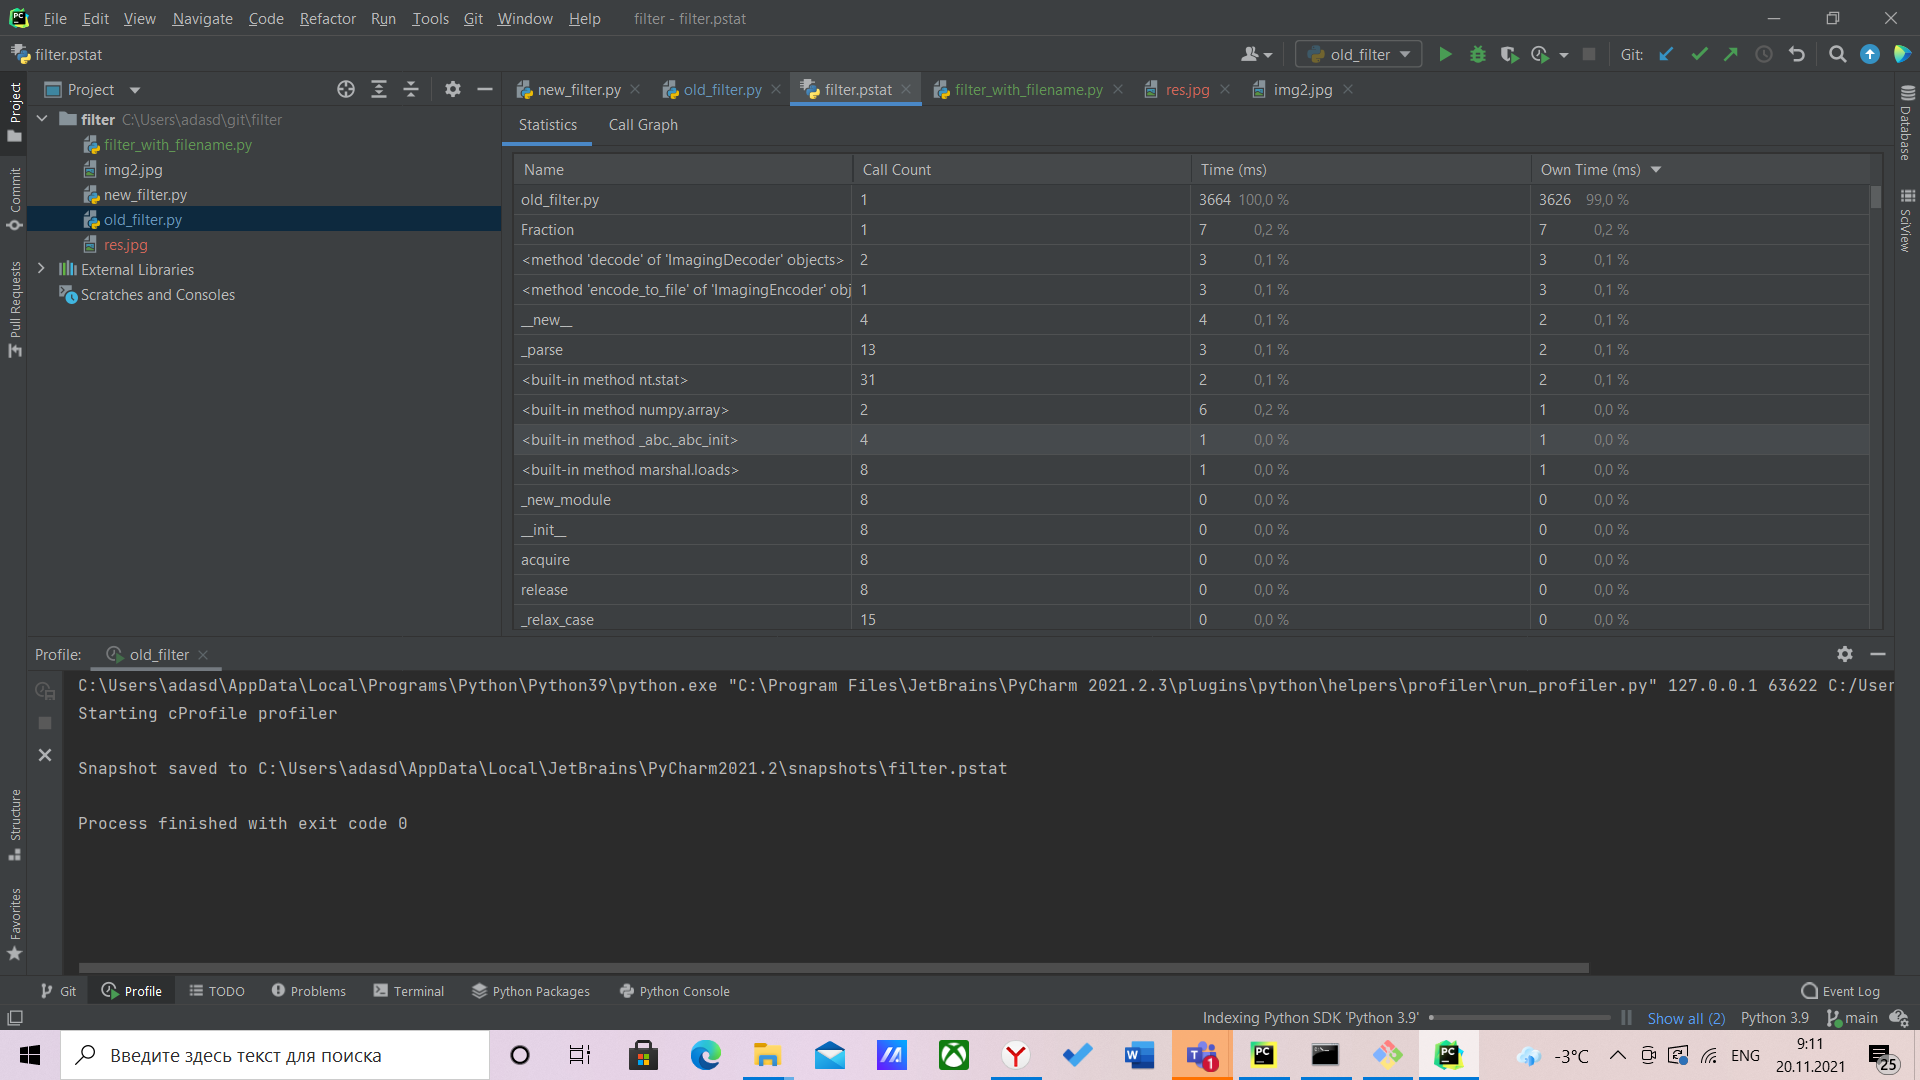 File Edit View Navigate Code Refactor Run Tools Git Window Help filter - filter.pstat
filter.pstat old_filter Git:
Project
new_filter.py old_filter.py filter.pstat filter_with_filename.py res.jpg img2.jpg
filter C:\Users\adasd\git\filter
filter_with_filename.py
img2.jpg
new_filter.py
old_filter.py
res.jpg
External Libraries
Scratches and Consoles
Project
Commit
Pull Requests
Structure
Favorites
Database
SciView
Statistics Call Graph
Name Call Count Time (ms) Own Time (ms)
old_filter.py 1 3664 100,0 % 3626 99,0 %
Fraction 1 7 0,2 % 7 0,2 %
<method 'decode' of 'ImagingDecoder' objects> 2 3 0,1 % 3 0,1 %
<method 'encode_to_file' of 'ImagingEncoder' obj 1 3 0,1 % 3 0,1 %
__new__ 4 4 0,1 % 2 0,1 %
_parse 13 3 0,1 % 2 0,1 %
<built-in method nt.stat> 31 2 0,1 % 2 0,1 %
<built-in method numpy.array> 2 6 0,2 % 1 0,0 %
<built-in method _abc._abc_init> 4 1 0,0 % 1 0,0 %
<built-in method marshal.loads> 8 1 0,0 % 1 0,0 %
_new_module 8 0 0,0 % 0 0,0 %
__init__ 8 0 0,0 % 0 0,0 %
acquire 8 0 0,0 % 0 0,0 %
release 8 0 0,0 % 0 0,0 %
_relax_case 15 0 0,0 % 0 0,0 %
Profile: old_filter
C:\Users\adasd\AppData\Local\Programs\Python\Python39\python.exe "C:\Program Files\JetBrains\PyCharm 2021.2.3\plugins\python\helpers\profiler\run_profiler.py" 127.0.0.1 63622 C:/User
Starting cProfile profiler
Snapshot saved to C:\Users\adasd\AppData\Local\JetBrains\PyCharm2021.2\snapshots\filter.pstat
Process finished with exit code 0
Git Profile TODO Problems Terminal Python Packages Python Console Event Log
Indexing Python SDK 'Python 3.9' Show all (2) Python 3.9 main
Введите здесь текст для поиска
-3°C ENG 9:11
20.11.2021
25